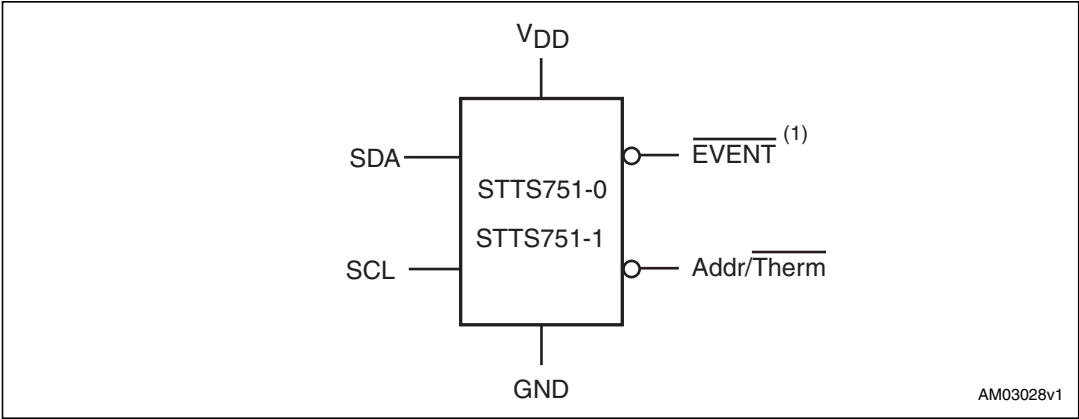 VDD
SDA
EVENT (1)
STTS751-0
STTS751-1
SCL
Addr/Therm
GND
AM03028v1